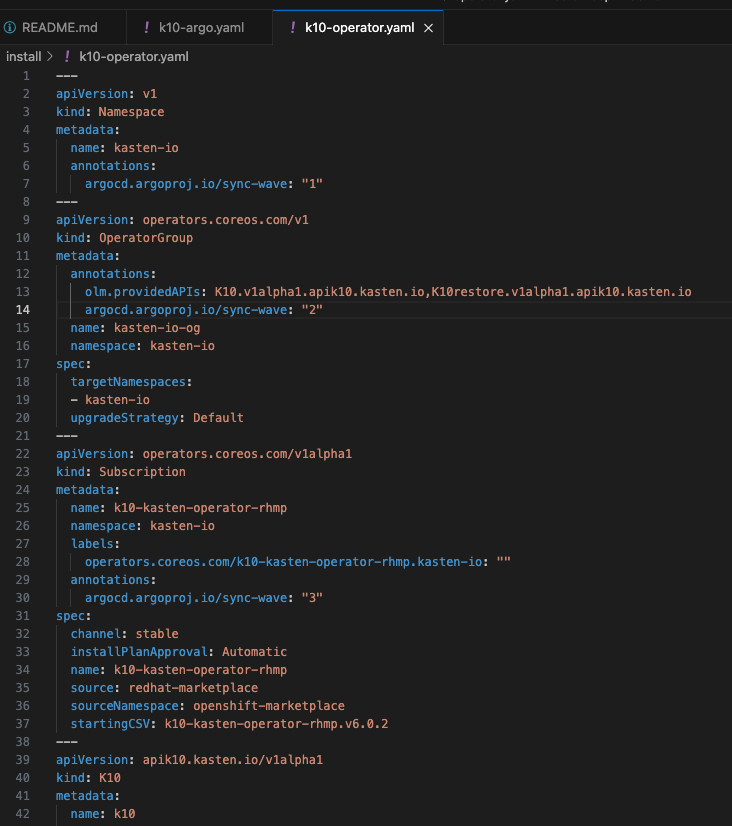 README.md
k10-argo.yaml
k10-operator.yaml
install > k10-operator.yaml
1 ---
2 apiVersion: v1
3 kind: Namespace
4 metadata:
5   name: kasten-io
6   annotations:
7     argocd.argoproj.io/sync-wave: "1"
8 ---
9 apiVersion: operators.coreos.com/v1
10 kind: OperatorGroup
11 metadata:
12   annotations:
13     olm.providedAPIs: K10.v1alpha1.apik10.kasten.io,K10restore.v1alpha1.apik10.kasten.io
14     argocd.argoproj.io/sync-wave: "2"
15   name: kasten-io-og
16   namespace: kasten-io
17 spec:
18   targetNamespaces:
19   - kasten-io
20   upgradeStrategy: Default
21 ---
22 apiVersion: operators.coreos.com/v1alpha1
23 kind: Subscription
24 metadata:
25   name: k10-kasten-operator-rhmp
26   namespace: kasten-io
27   labels:
28     operators.coreos.com/k10-kasten-operator-rhmp.kasten-io: ""
29   annotations:
30     argocd.argoproj.io/sync-wave: "3"
31 spec:
32   channel: stable
33   installPlanApproval: Automatic
34   name: k10-kasten-operator-rhmp
35   source: redhat-marketplace
36   sourceNamespace: openshift-marketplace
37   startingCSV: k10-kasten-operator-rhmp.v6.0.2
38 ---
39 apiVersion: apik10.kasten.io/v1alpha1
40 kind: K10
41 metadata:
42   name: k10